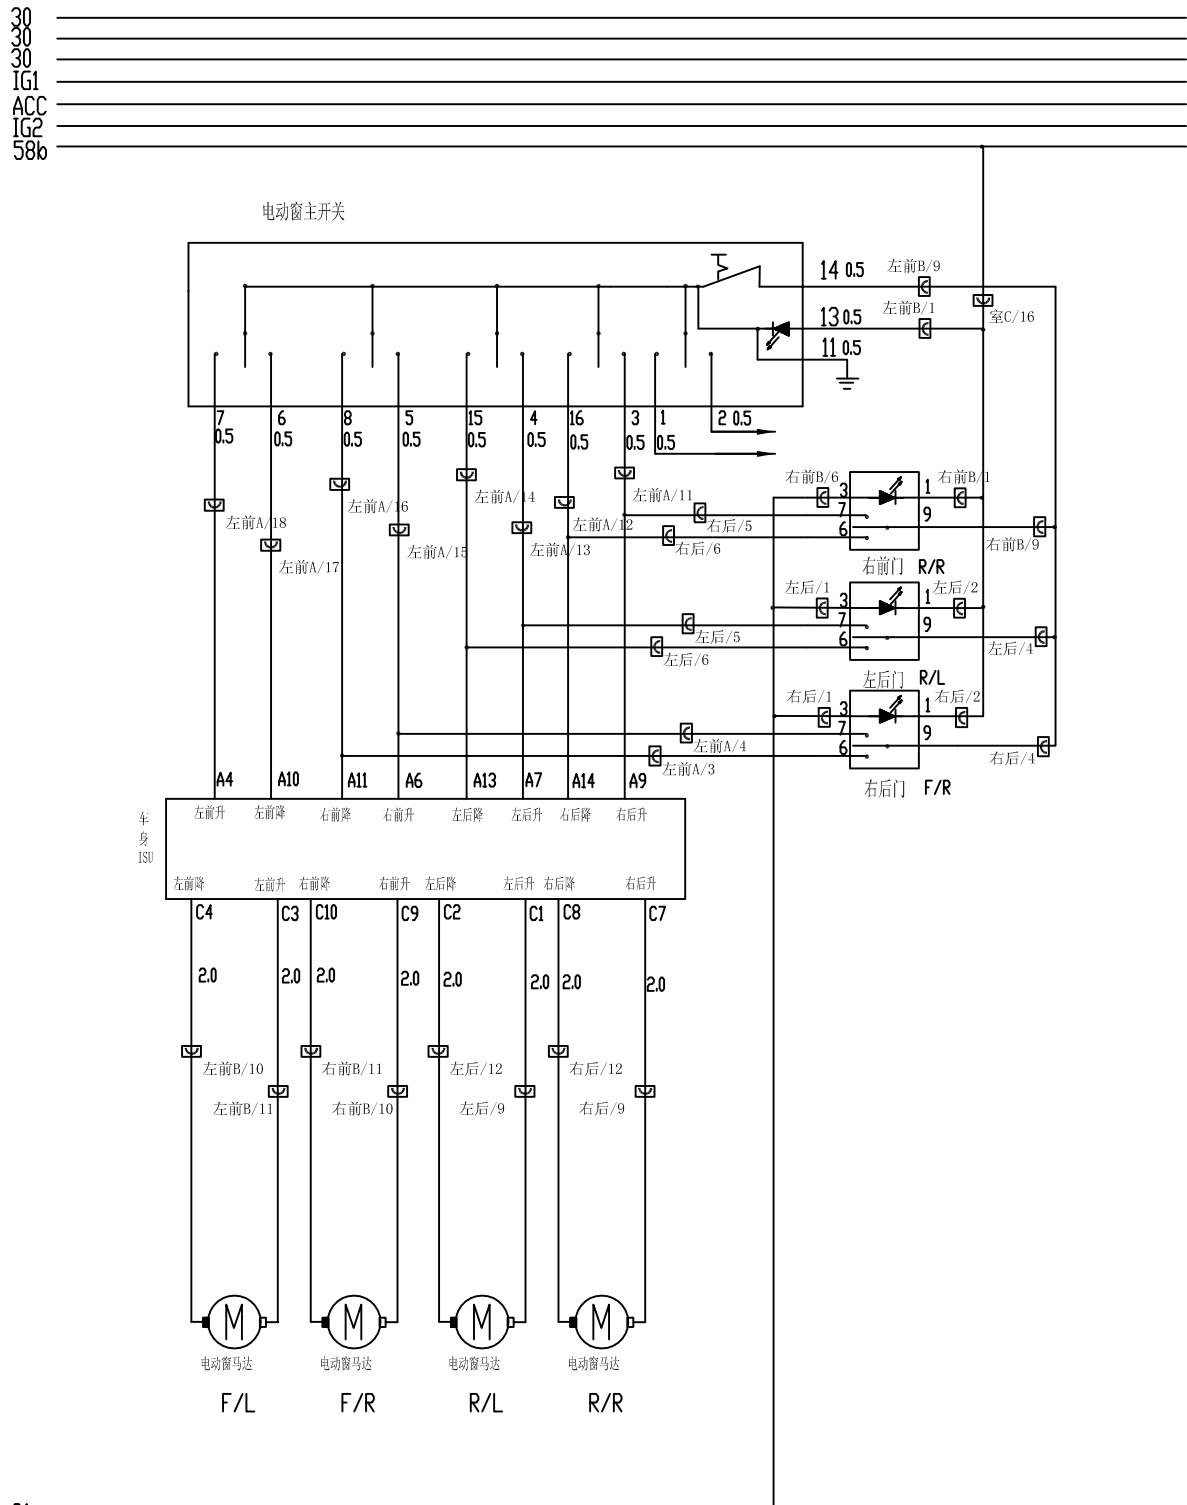 30
30
30
IG1
ACC
IG2
58b
电动窗主开关
14 0.5
左前B/9
13 0.5
左前B/1
室C/16
11 0.5
7
6
8
5
15
4
16
3
1
2 0.5
0.5
0.5
0.5
0.5
0.5
0.5
0.5
0.5
0.5
左前A/18
左前A/17
左前A/16
左前A/15
左前A/14
左前A/13
左前A/12
左前A/11
右后/5
右后/6
右前B/6
3
7
6
1
9
右前B/1
右前B/9
右前门 R/R
左后/1
3
7
6
1
9
左后/2
左后/4
左后/5
左后/6
左后门 R/L
右后/1
3
7
6
1
9
右后/2
右后/4
左前A/4
左前A/3
右后门 F/R
A4
A10
A11
A6
A13
A7
A14
A9
车
身
ISU
左前升
左前降
右前降
右前升
左后降
左后升
右后降
右后升
左前降
左前升
右前降
右前升
左后降
左后升
右后降
右后升
C4
C3
C10
C9
C2
C1
C8
C7
2.0
2.0
2.0
2.0
2.0
2.0
2.0
2.0
左前B/10
左前B/11
右前B/11
右前B/10
左后/12
左后/9
右后/12
右后/9
M
M
M
M
电动窗马达
电动窗马达
电动窗马达
电动窗马达
F/L
F/R
R/L
R/R